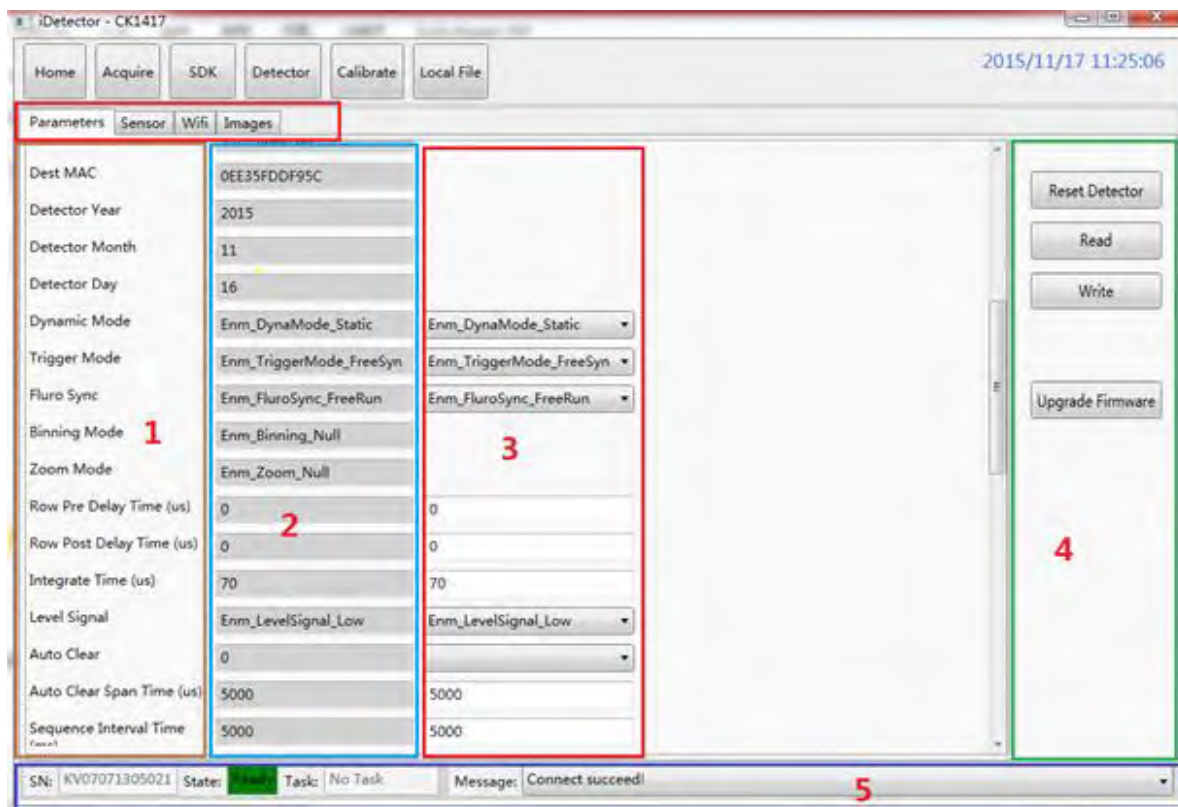 iDetector - CK1417
Home Acquire SDK Detector Calibrate Local File 2015/11/17 11:25:06
Parameters Sensor Wifi Images
Dest MAC 0EE35FDDF95C
Detector Year 2015
Detector Month 11
Detector Day 16
Dynamic Mode Enm_DynaMode_Static Enm_DynaMode_Static
Trigger Mode Enm_TriggerMode_FreeSyn Enm_TriggerMode_FreeSyn
Fluro Sync Enm_FluroSync_FreeRun Enm_FluroSync_FreeRun
Binning Mode Enm_Binning_Null
Zoom Mode Enm_Zoom_Null
Row Pre Delay Time (us) 0 0
Row Post Delay Time (us) 0 0
Integrate Time (us) 70 70
Level Signal Enm_LevelSignal_Low Enm_LevelSignal_Low
Auto Clear 0
Auto Clear Span Time (us) 5000 5000
Sequence Interval Time 5000 5000
1
2
3
Reset Detector
Read
Write
Upgrade Firmware
4
SN: KV07071305021 State: Ready Task: No Task Message: Connect succeed!
5